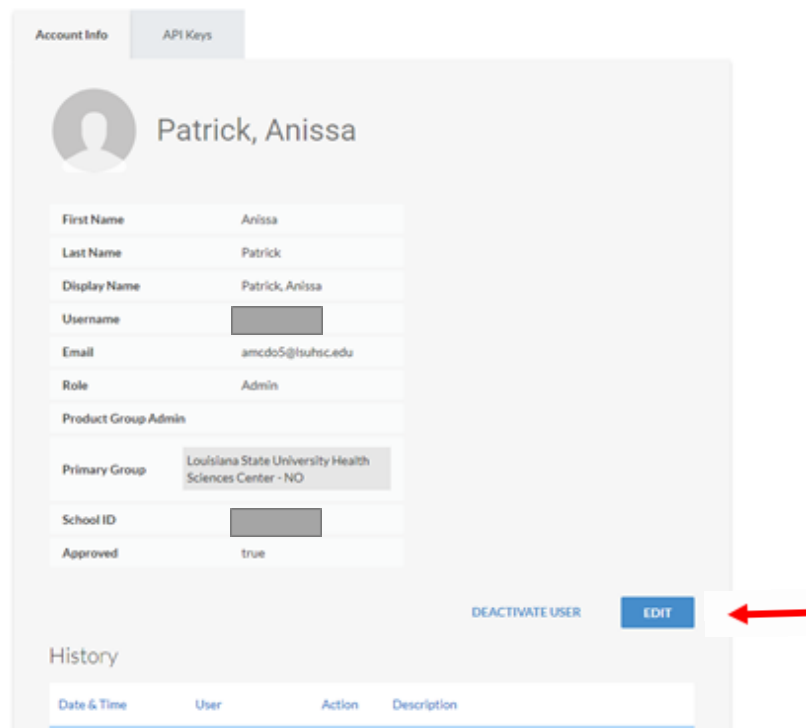 Account Info API Keys
Patrick, Anissa
First Name Anissa
Last Name Patrick
Display Name Patrick, Anissa
Username
Email amcdo5@lsuhsc.edu
Role Admin
Product Group Admin
Primary Group Louisiana State University Health
Sciences Center - NO
School ID
Approved true
DEACTIVATE USER EDIT
History
Date & Time User Action Description